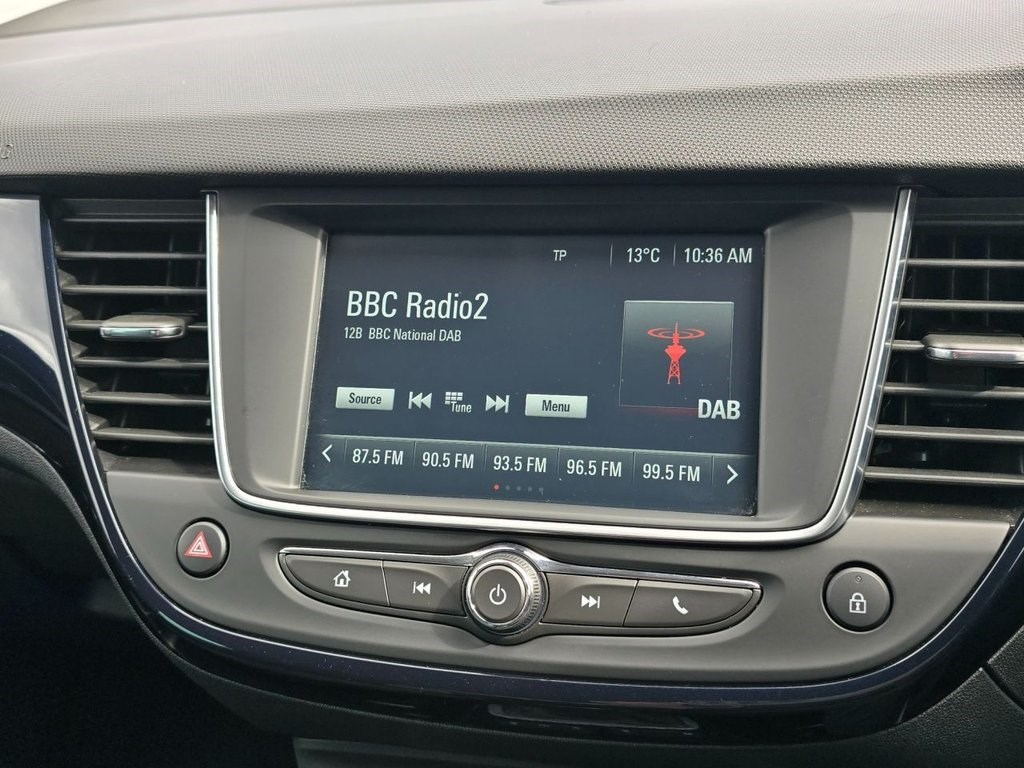 TP 13°C 10:36 AM
BBC Radio2
12B BBC National DAB
DAB
Source Tune Menu
87.5 FM 90.5 FM 93.5 FM 96.5 FM 99.5 FM